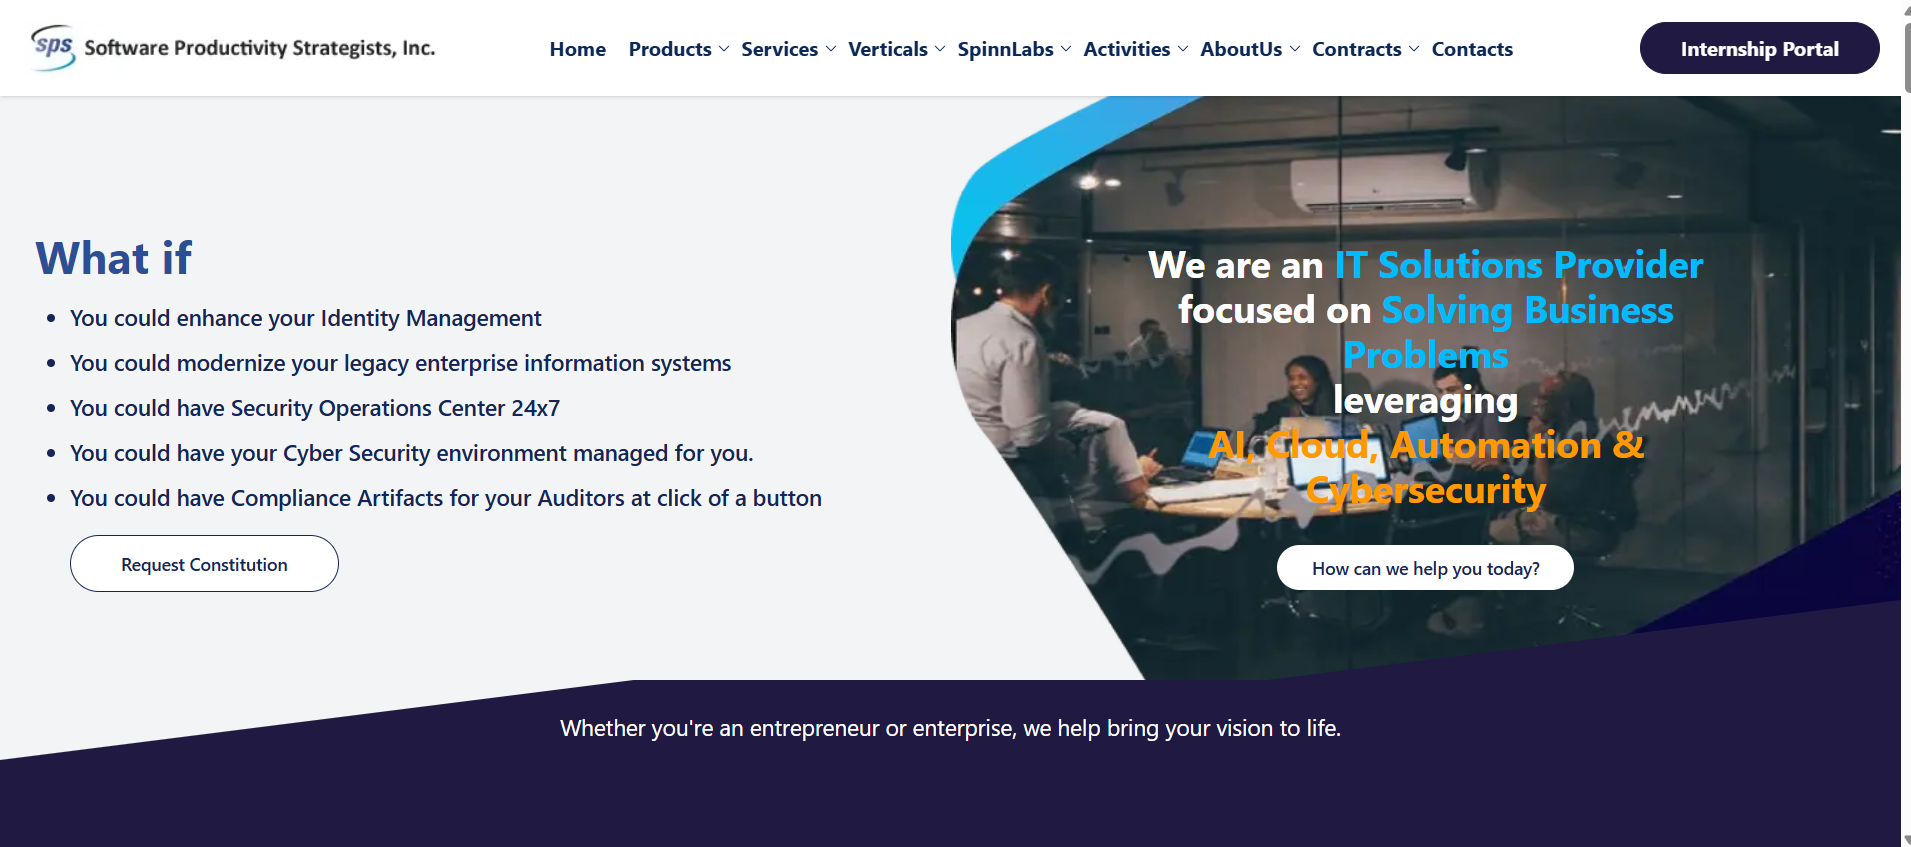 sps Software Productivity Strategists, Inc.
Home Products Services Verticals SpinnLabs Activities AboutUs Contracts Contacts
Internship Portal
What if
You could enhance your Identity Management
You could modernize your legacy enterprise information systems
You could have Security Operations Center 24x7
You could have your Cyber Security environment managed for you.
You could have Compliance Artifacts for your Auditors at click of a button
Request Constitution
We are an IT Solutions Provider
focused on Solving Business
Problems
leveraging
AI, Cloud, Automation &
Cybersecurity
How can we help you today?
Whether you're an entrepreneur or enterprise, we help bring your vision to life.